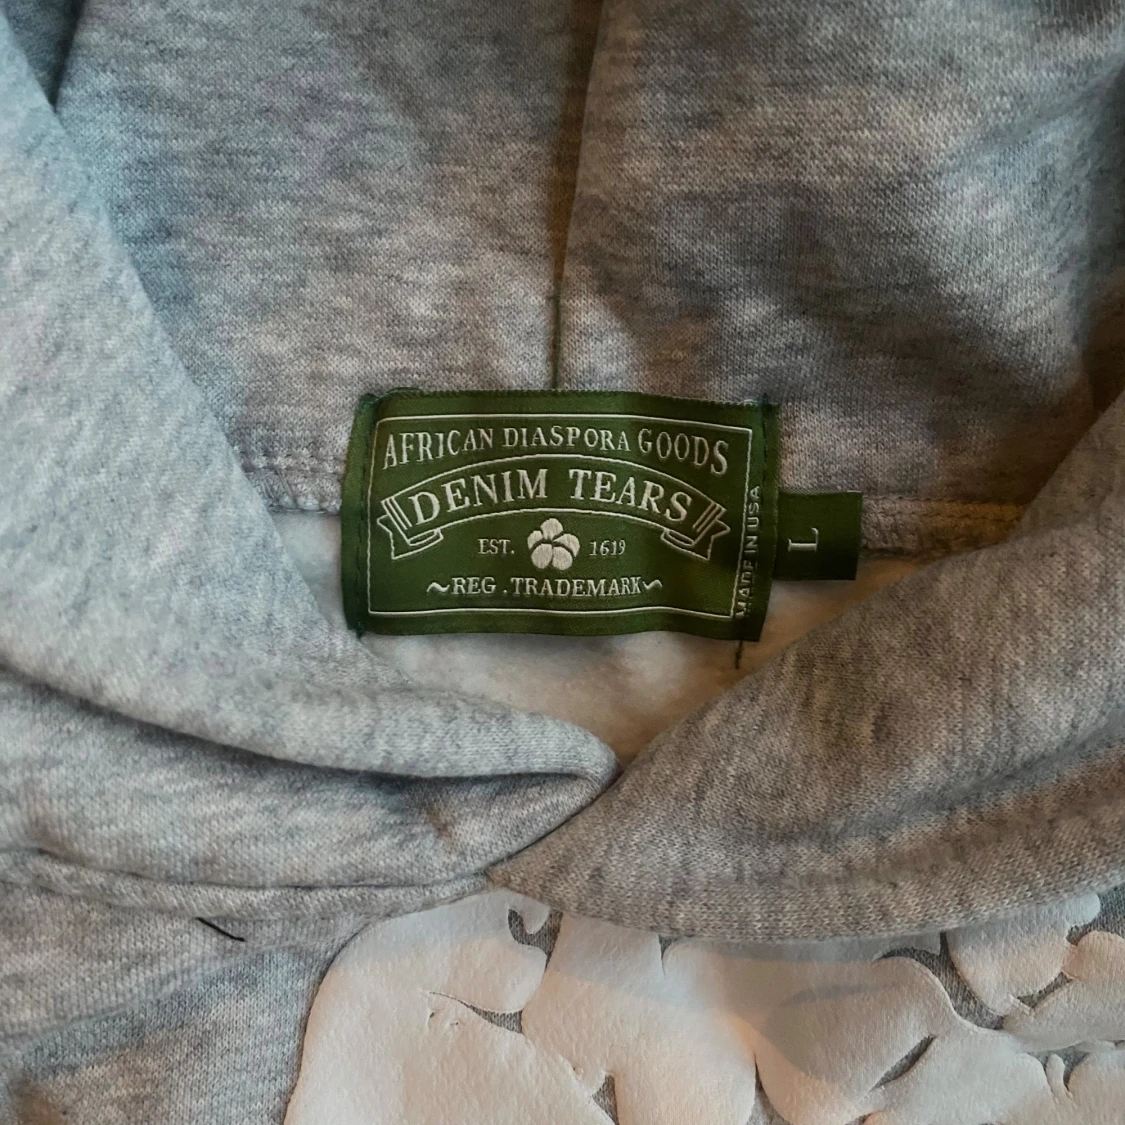 AFRICAN DIASPORA GOODS
DENIM TEARS
EST. 1619
~REG . TRADEMARK~
MADE IN USA
L